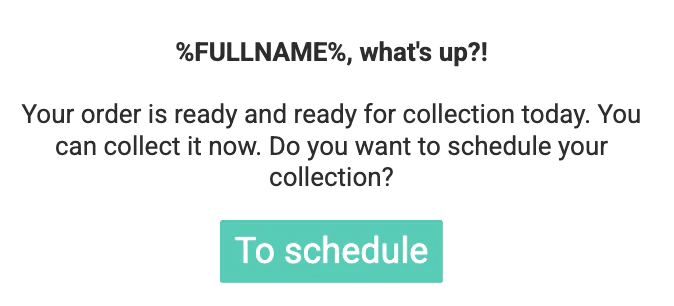 %FULLNAME%, what's up?!
Your order is ready and ready for collection today. You
can collect it now. Do you want to schedule your
collection?
To schedule